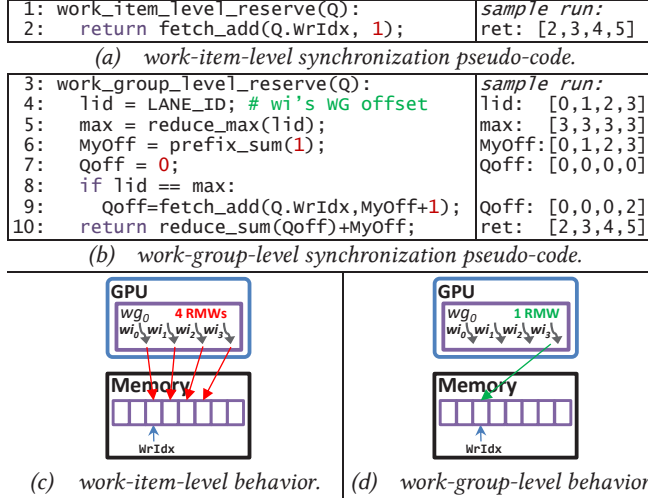 1: work_item_level_reserve(Q): sample run:
2: return fetch_add(Q.WrIdx, 1); ret: [2,3,4,5]
(a) work-item-level synchronization pseudo-code.
3: work_group_level_reserve(Q): sample run:
4: lid = LANE_ID; # wi's WG offset lid: [0,1,2,3]
5: max = reduce_max(lid); max: [3,3,3,3]
6: MyOff = prefix_sum(1); MyOff:[0,1,2,3]
7: Qoff = 0; Qoff: [0,0,0,0]
8: if lid == max:
9: Qoff=fetch_add(Q.WrIdx,MyOff+1); Qoff: [0,0,0,2]
10: return reduce_sum(Qoff)+MyOff; ret: [2,3,4,5]
(b) work-group-level synchronization pseudo-code.
GPU
wg0 4 RMWs
wi0 wi1 wi2 wi3
Memory
WrIdx
(c) work-item-level behavior.
GPU
wg0 1 RMW
wi0 wi1 wi2 wi3
Memory
WrIdx
(d) work-group-level behavior